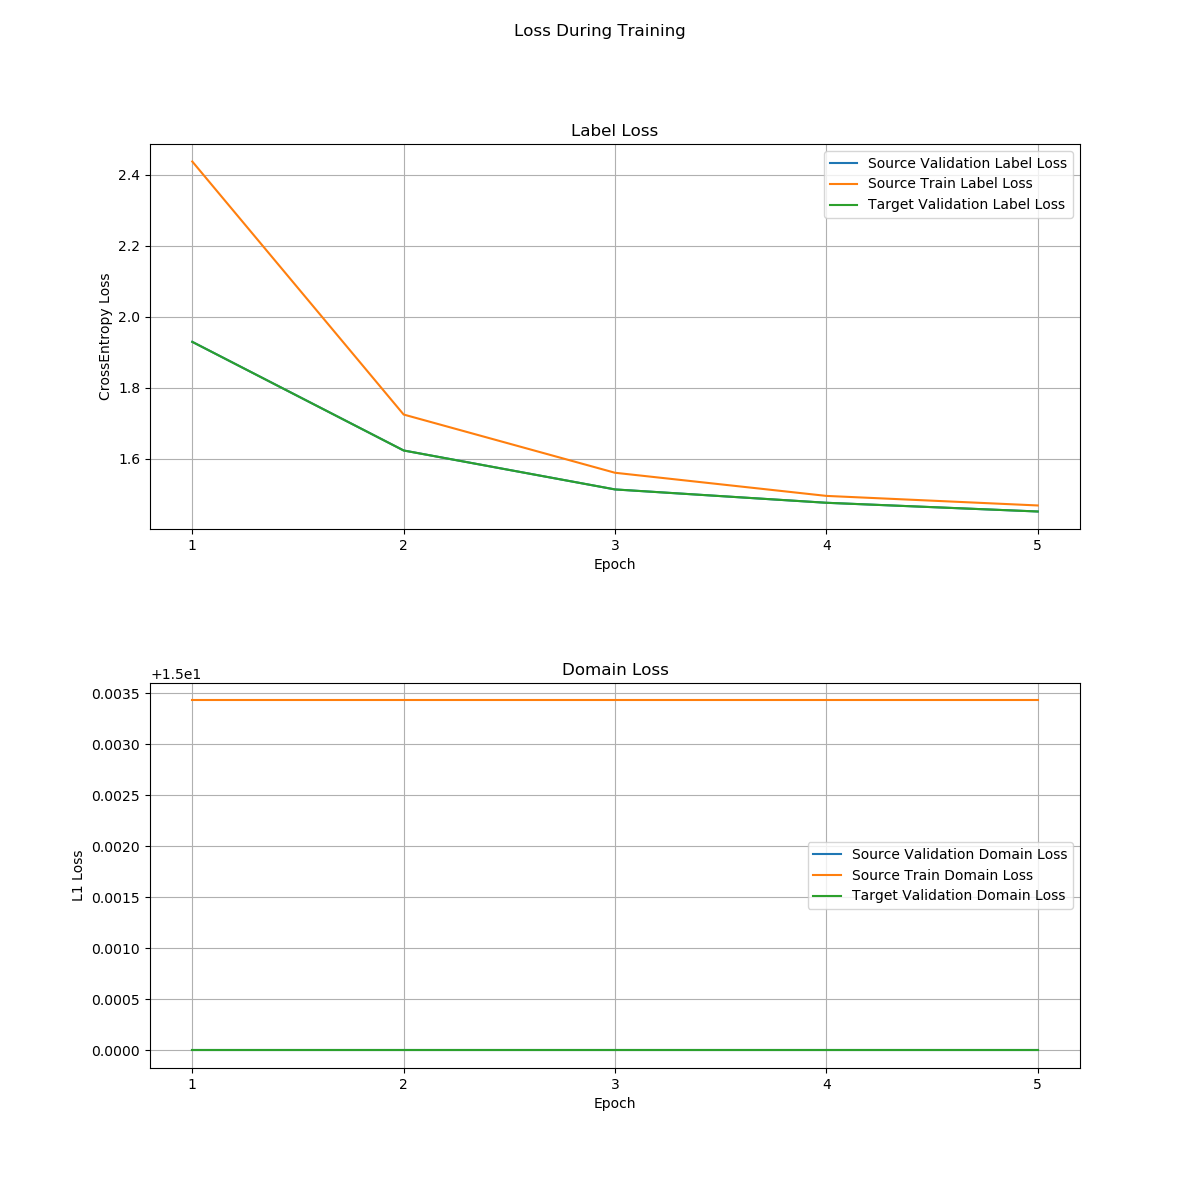 Loss During Training
Label Loss
Source Validation Label Loss
Source Train Label Loss
Target Validation Label Loss
2.4
2.2
2.0
1.8
1.6
CrossEntropy Loss
1 2 3 4 5
Epoch
Domain Loss
+1.5e1
0.0035
0.0030
0.0025
0.0020
0.0015
0.0010
0.0005
0.0000
L1 Loss
Source Validation Domain Loss
Source Train Domain Loss
Target Validation Domain Loss
1 2 3 4 5
Epoch